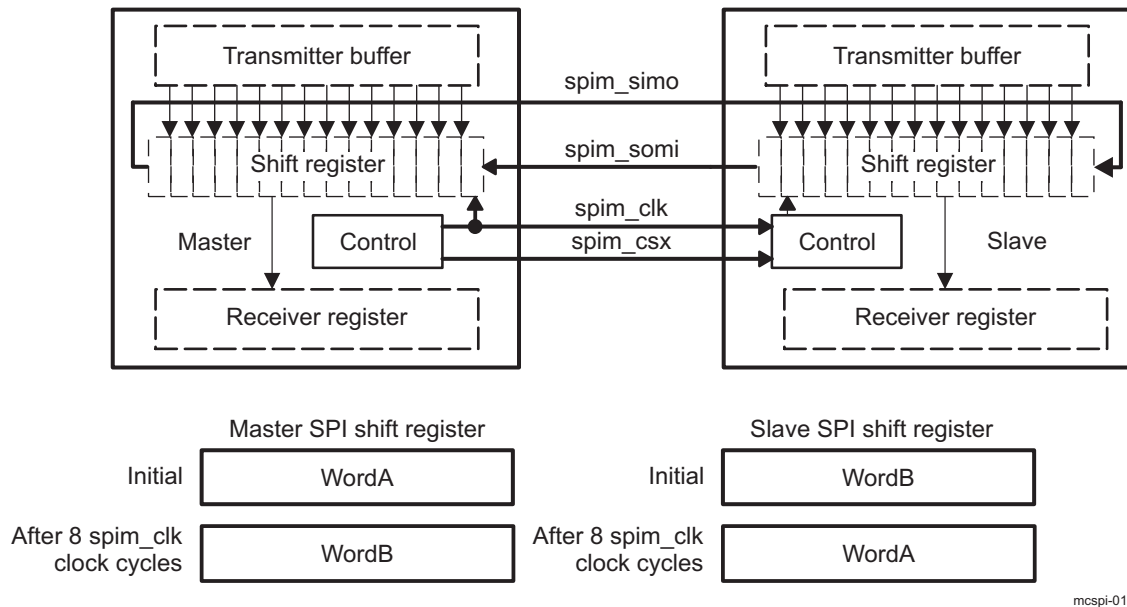 Transmitter buffer
Transmitter buffer
spim_simo
Shift register
spim_somi
Shift register
spim_clk
Master
Control
spim_csx
Control
Slave
Receiver register
Receiver register
Master SPI shift register
Slave SPI shift register
Initial
WordA
Initial
WordB
After 8 spim_clk
clock cycles
WordB
After 8 spim_clk
clock cycles
WordA
mcspi-01